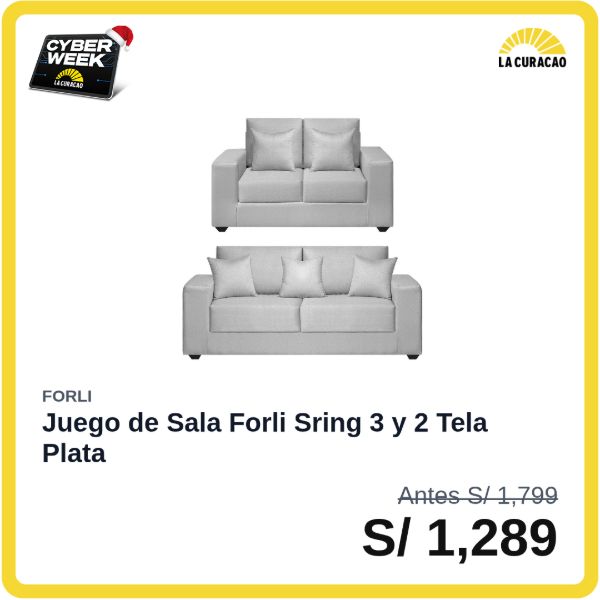 CYBER
WEEK
LA CURACAO
LA CURACAO
FORLI
Juego de Sala Forli Sring 3 y 2 Tela
Plata
Antes S/ 1,799
S/ 1,289